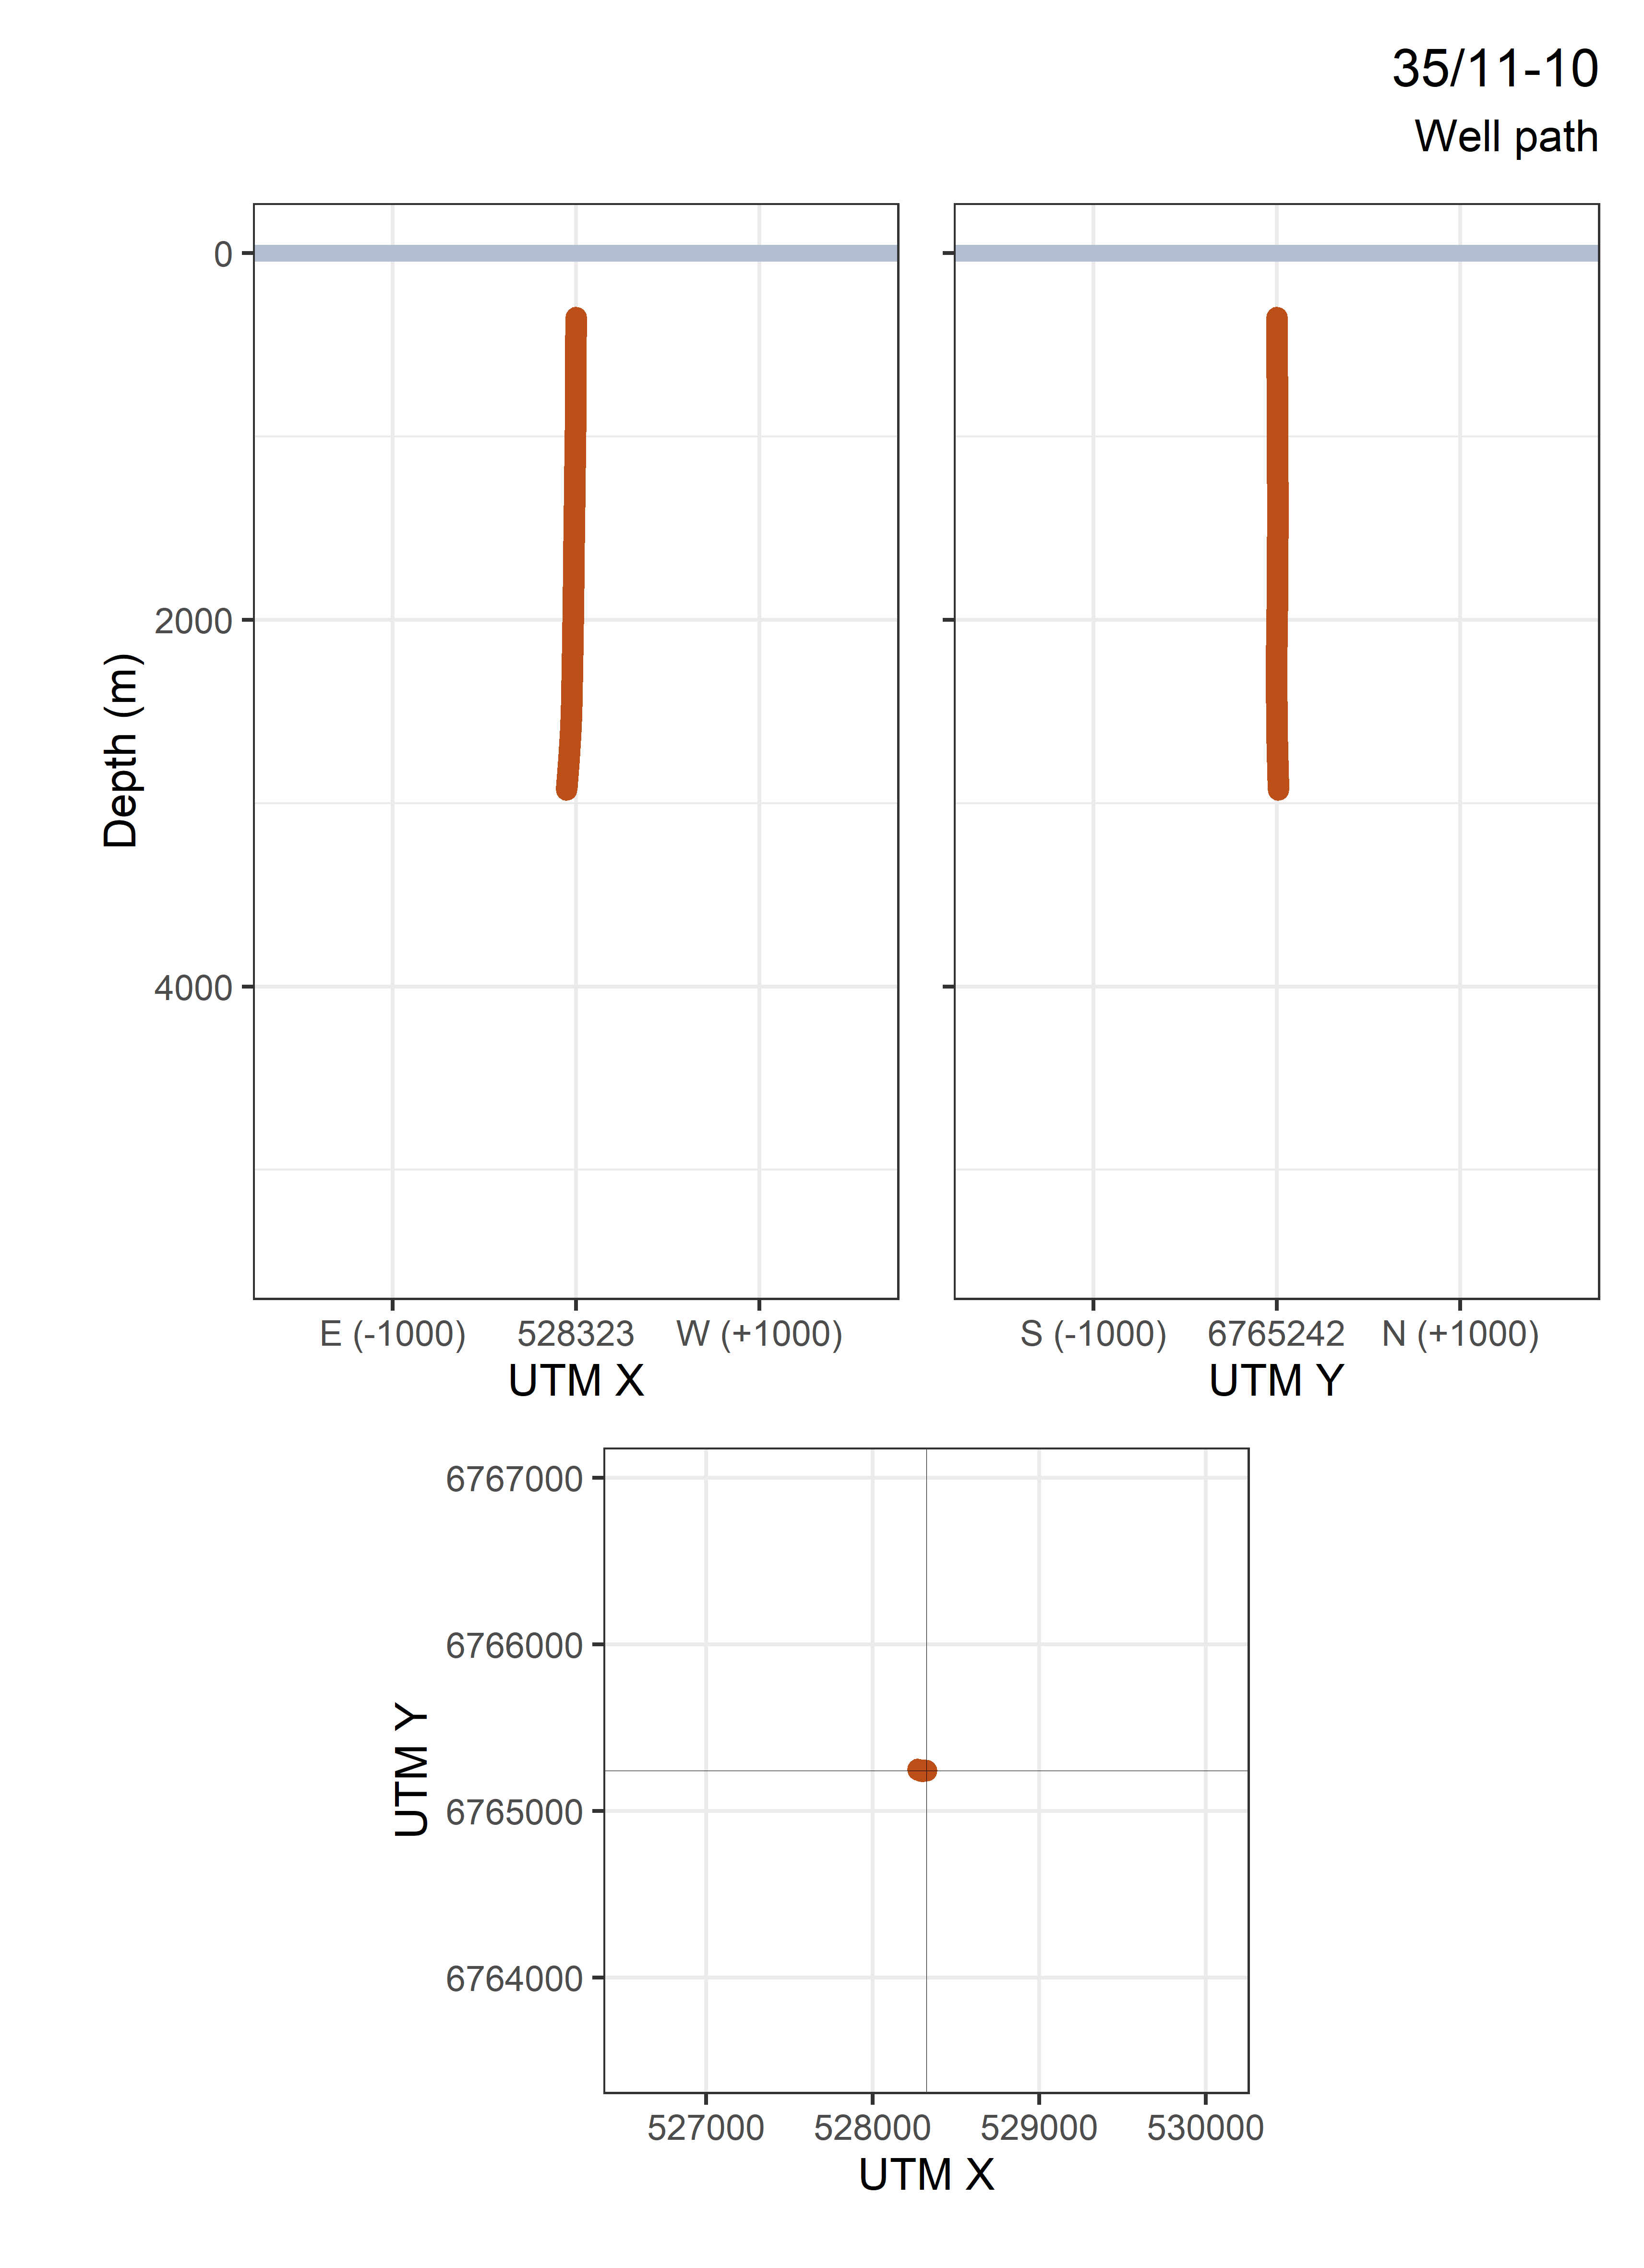 35/11-10
Well path
0
2000
4000
Depth (m)
E (-1000) 528323 W (+1000)
UTM X
S (-1000) 6765242 N (+1000)
UTM Y
6767000
6766000
6765000
6764000
UTM Y
527000 528000 529000 530000
UTM X